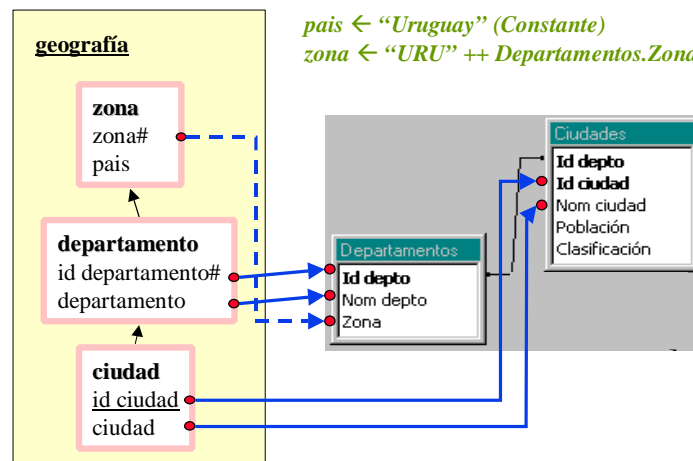 geografía
pais ← “Uruguay” (Constante)
zona ← “URU” ++ Departamentos.Zona
zona
zona#
pais
departamento
id departamento#
departamento
ciudad
id ciudad
ciudad
Departamentos
Id depto
Nom depto
Zona
Ciudades
Id depto
Id ciudad
Nom ciudad
Población
Clasificación